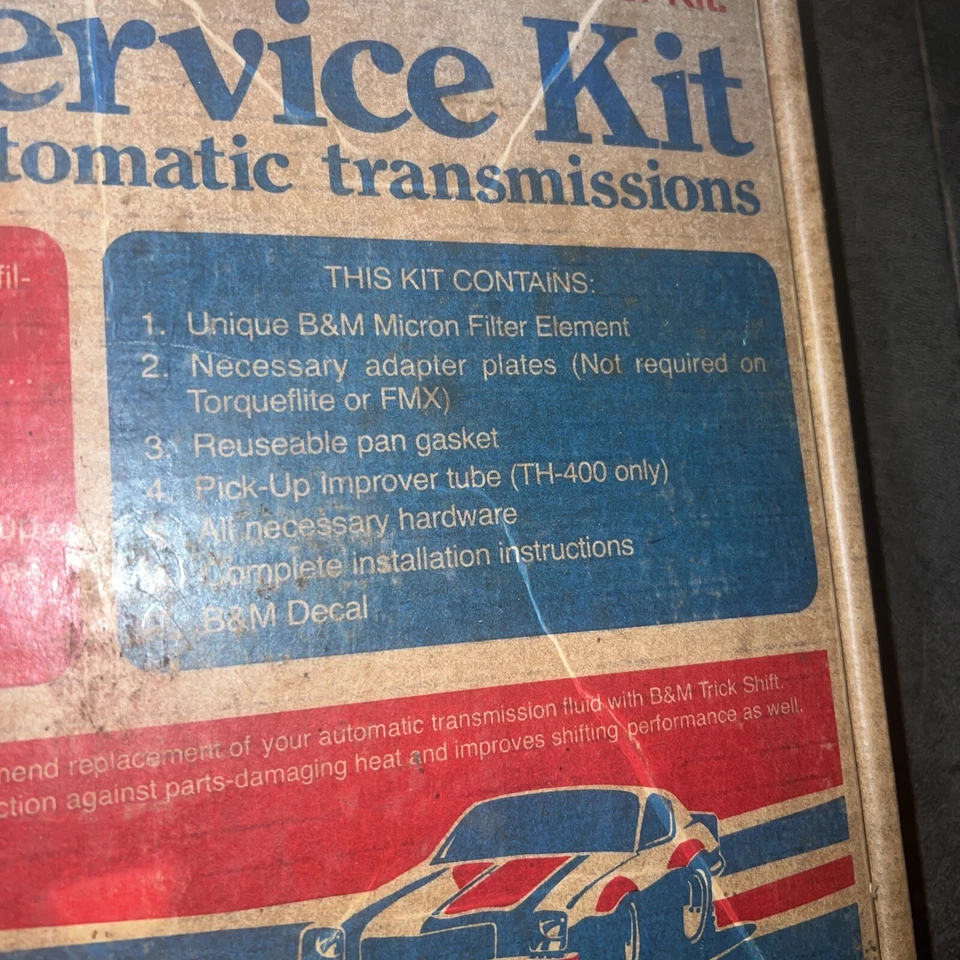 Kit.
ervice Kit
tomatic transmissions
fil-
...
up
THIS KIT CONTAINS:
1. Unique B&M Micron Filter Element
2. Necessary adapter plates (Not required on
Torqueflite or FMX)
3. Reuseable pan gasket
4. Pick-Up Improver tube (TH-400 only)
All necessary hardware
Complete installation instructions
B&M Decal
mend replacement of your automatic transmission fluid with B&M Trick Shift.
ction against parts-damaging heat and improves shifting performance as well.